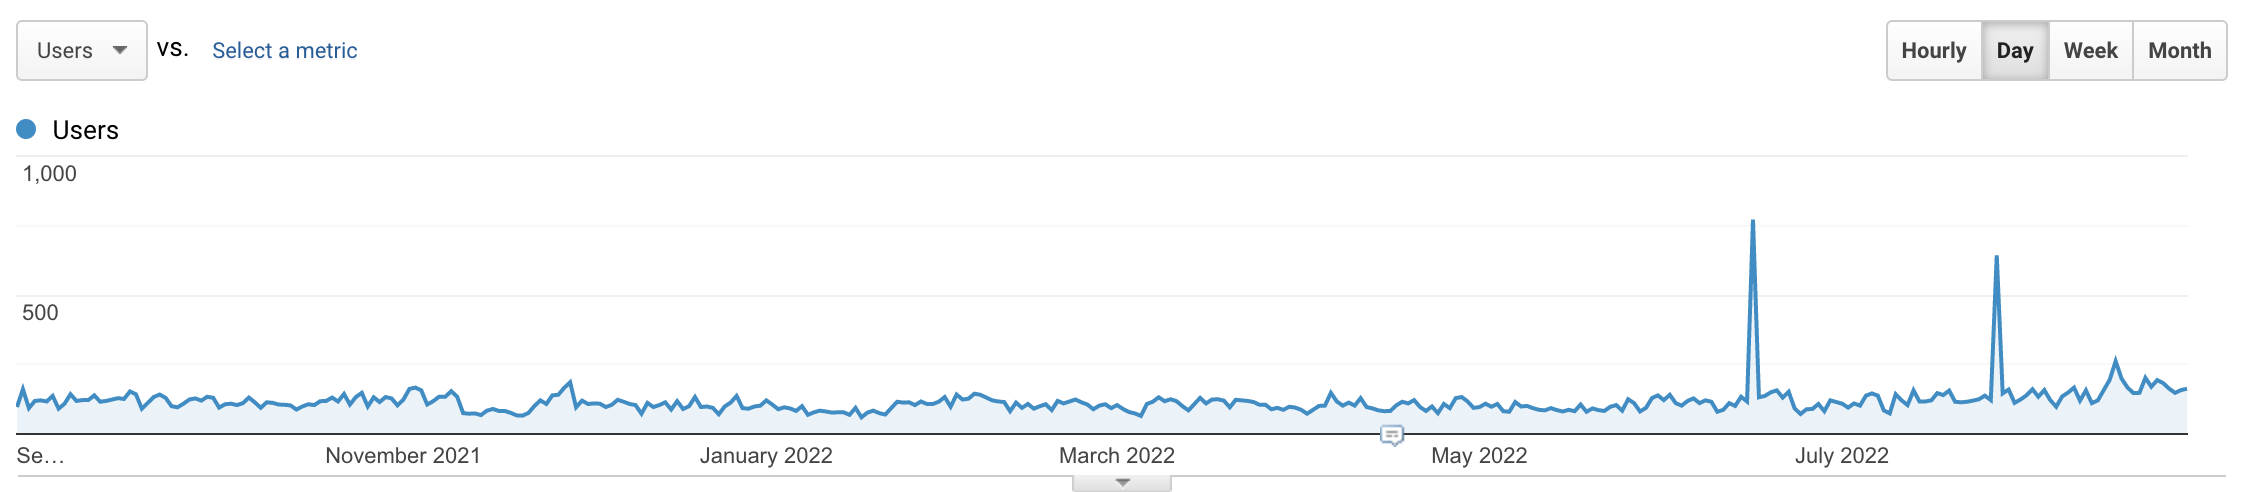 Users vs. Select a metric Hourly Day Week Month
Users
1,000
500
Se... November 2021 January 2022 March 2022 May 2022 July 2022